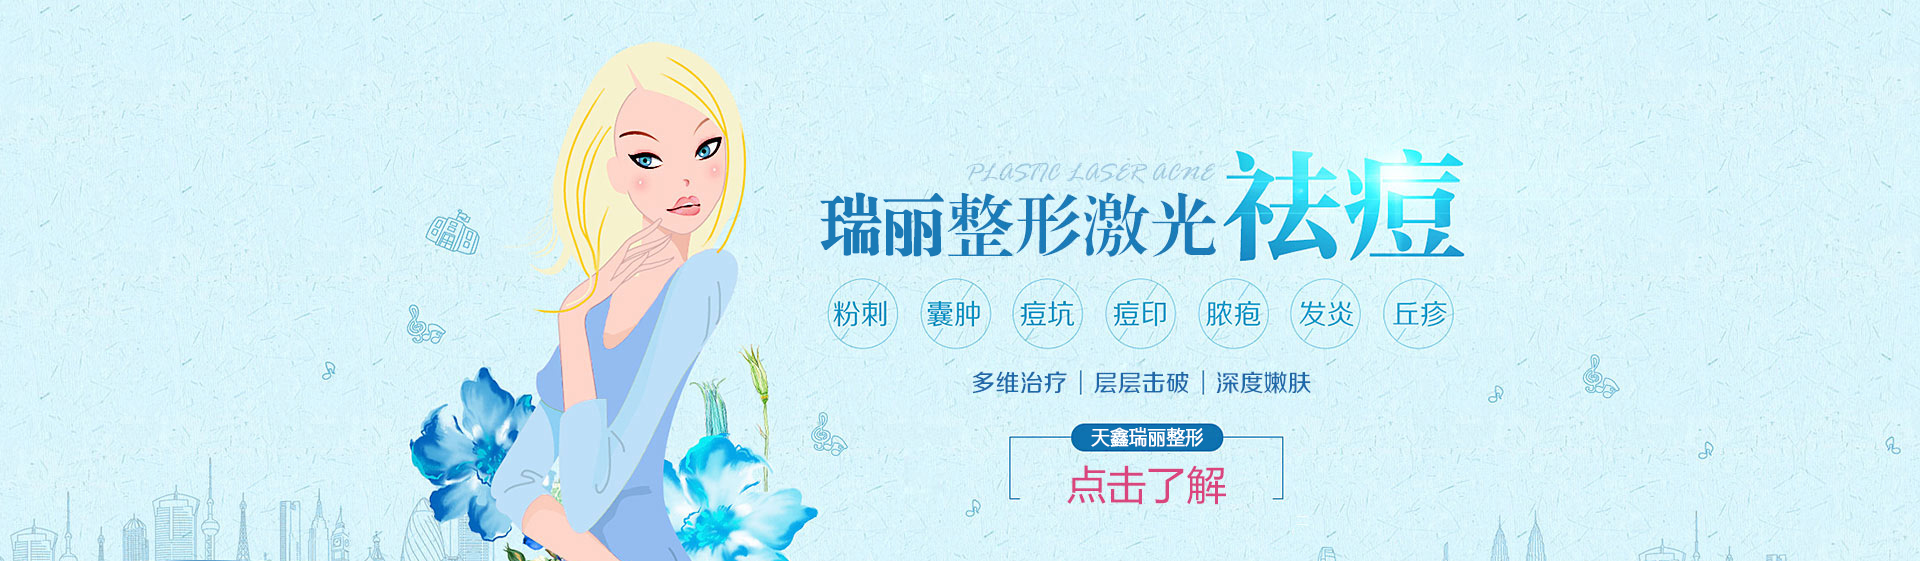 PLASTIC LASER ACNE
瑞丽整形激光祛痘
粉刺 囊肿 痘坑 痘印 脓疱 发炎 丘疹
多维治疗｜层层击破｜深度嫩肤
天鑫瑞丽整形
点击了解